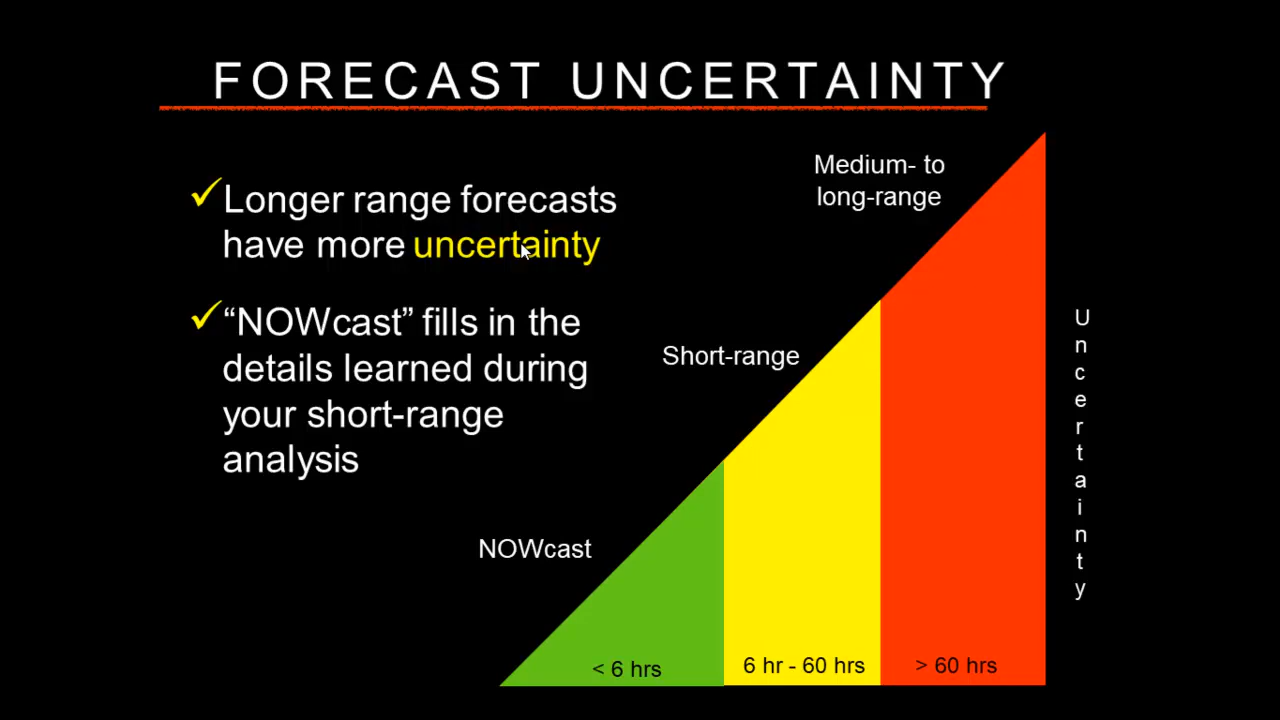 FORECAST UNCERTAINTY
Longer range forecasts
have more uncertainty
“NOWcast” fills in the
details learned during
your short-range
analysis
Medium- to
long-range
Short-range
NOWcast
< 6 hrs
6 hr - 60 hrs
> 60 hrs
Uncertainty